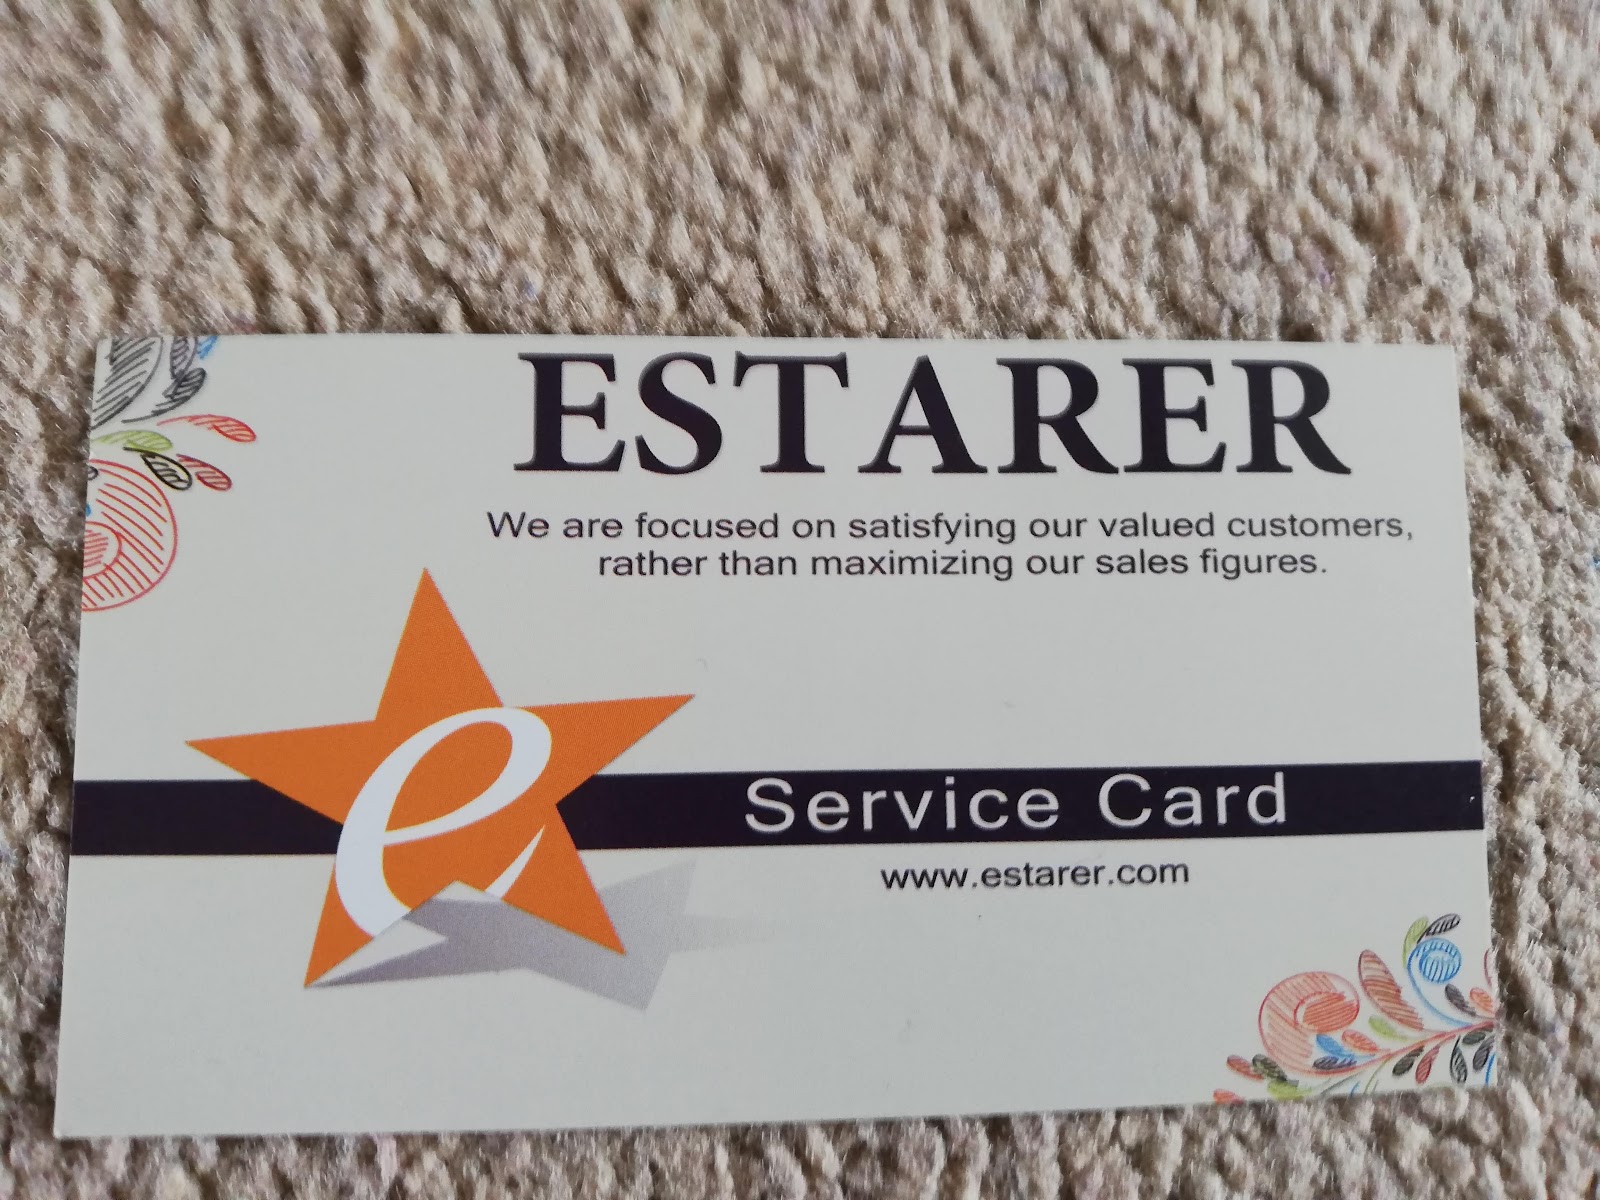 ESTARER
We are focused on satisfying our valued customers,
rather than maximizing our sales figures.
e
Service Card
www.estarer.com